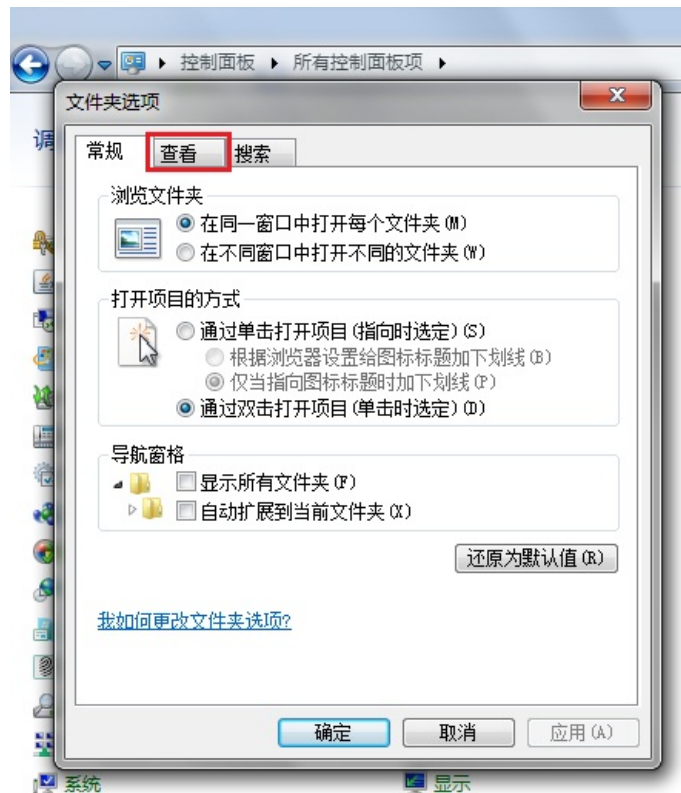 控制面板 ▸ 所有控制面板项 ▸
文件夹选项
调
常规 查看 搜索
浏览文件夹
在同一窗口中打开每个文件夹(M)
在不同窗口中打开不同的文件夹(W)
打开项目的方式
通过单击打开项目(指向时选定)(S)
根据浏览器设置给图标标题加下划线(B)
仅当指向图标标题时加下划线(P)
通过双击打开项目(单击时选定)(D)
导航窗格
显示所有文件夹(F)
自动扩展到当前文件夹(X)
还原为默认值(R)
我如何更改文件夹选项?
确定 取消 应用(A)
系统 显示